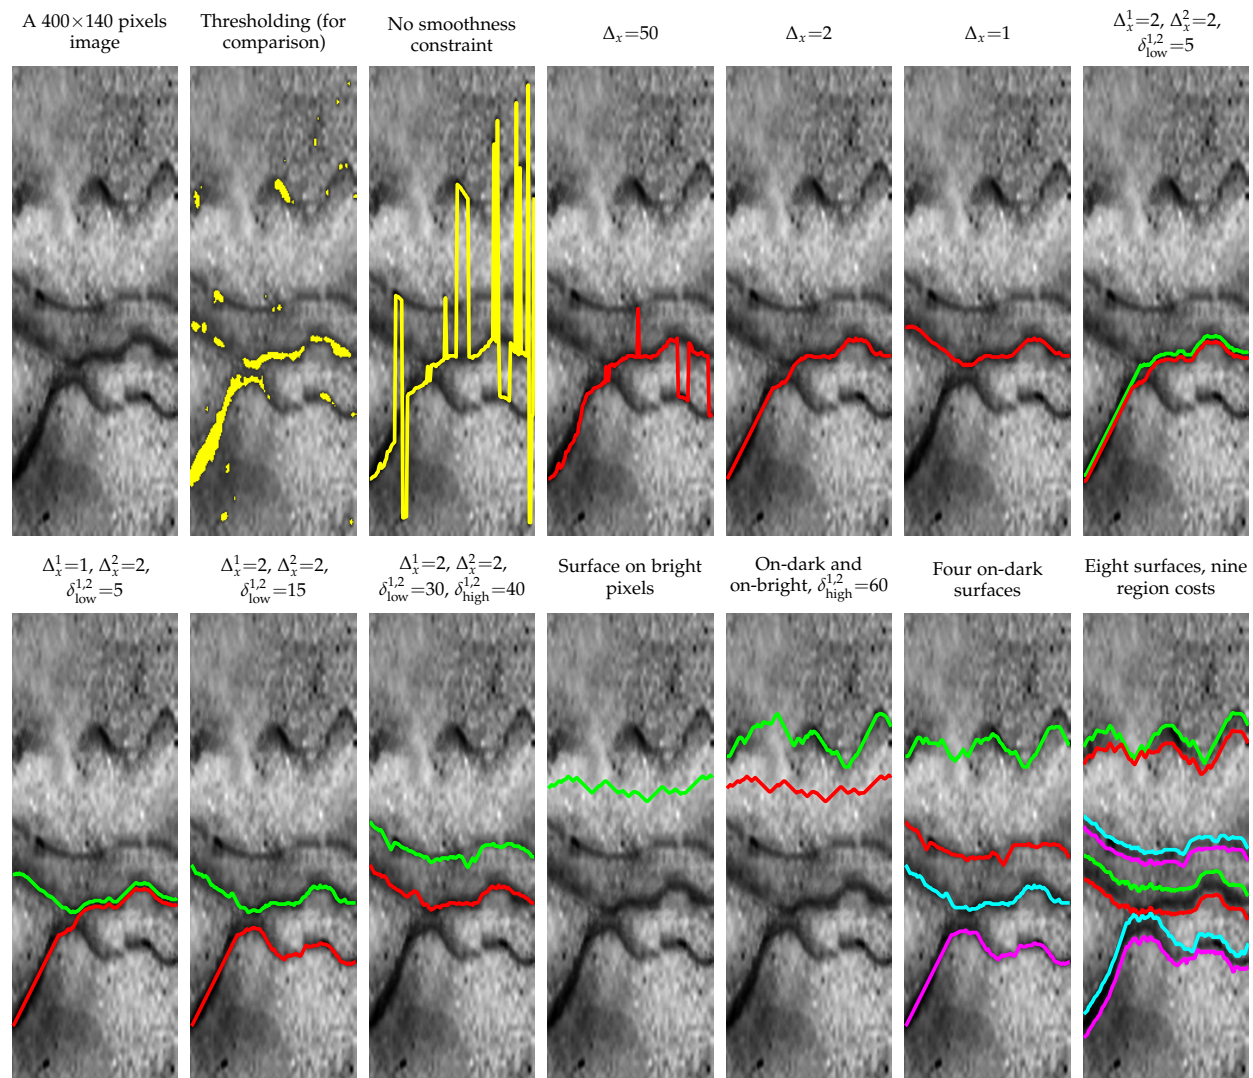 A 400×140 pixels
image
Thresholding (for
comparison)
No smoothness
constraint
Δx=50
Δx=2
Δx=1
Δ¹x=2, Δ²x=2,
δ¹,²low=5
Δ¹x=1, Δ²x=2,
δ¹,²low=5
Δ¹x=2, Δ²x=2,
δ¹,²low=15
Δ¹x=2, Δ²x=2,
δ¹,²low=30, δ¹,²high=40
Surface on bright
pixels
On-dark and
on-bright, δ¹,²high=60
Four on-dark
surfaces
Eight surfaces, nine
region costs